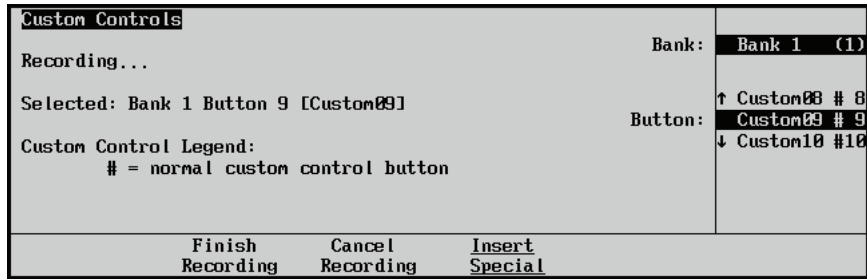 Custom Controls
Bank: Bank 1 (1)
Recording...
Selected: Bank 1 Button 9 [Custom09]
↑ Custom08 # 8
Button: Custom09 # 9
↓ Custom10 #10
Custom Control Legend:
# = normal custom control button
Finish Recording
Cancel Recording
Insert Special